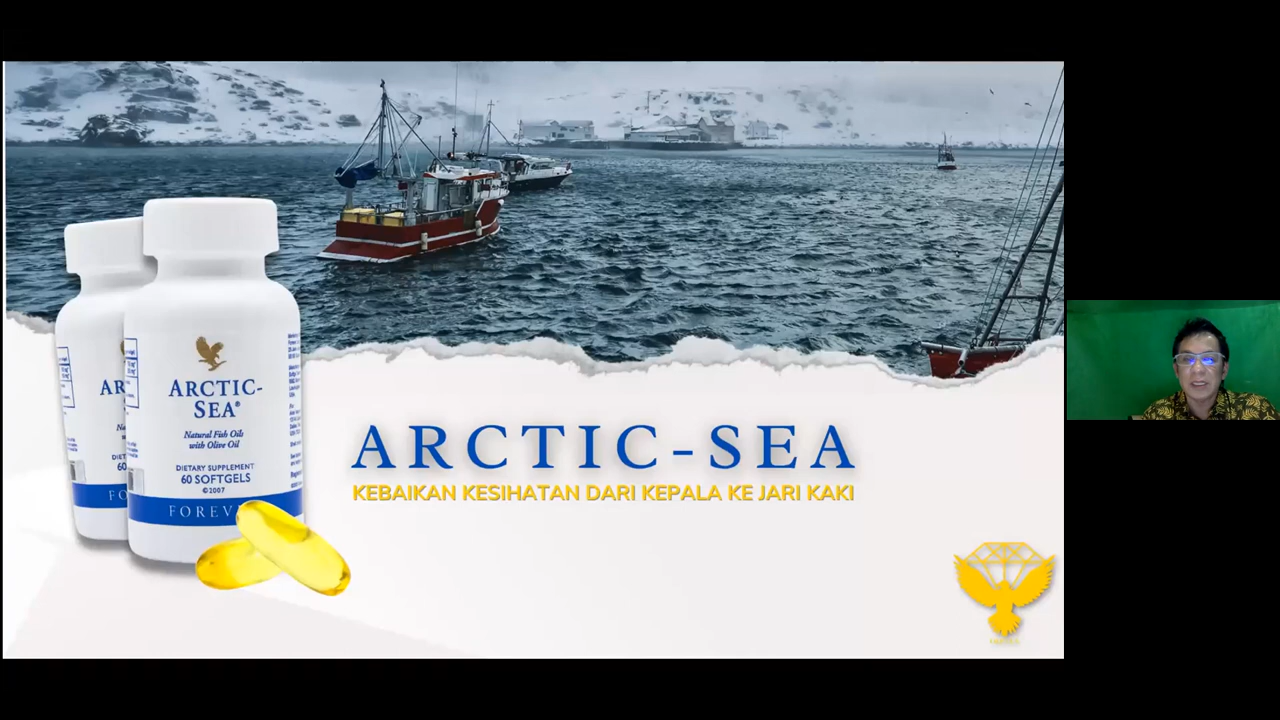 ARCTIC-
SEA®
Natural Fish Oils
with Olive Oil
DIETARY SUPPLEMENT
60 SOFTGELS
©2007
ARCTIC-SEA
KEBAIKAN KESIHATAN DARI KEPALA KE JARI KAKI